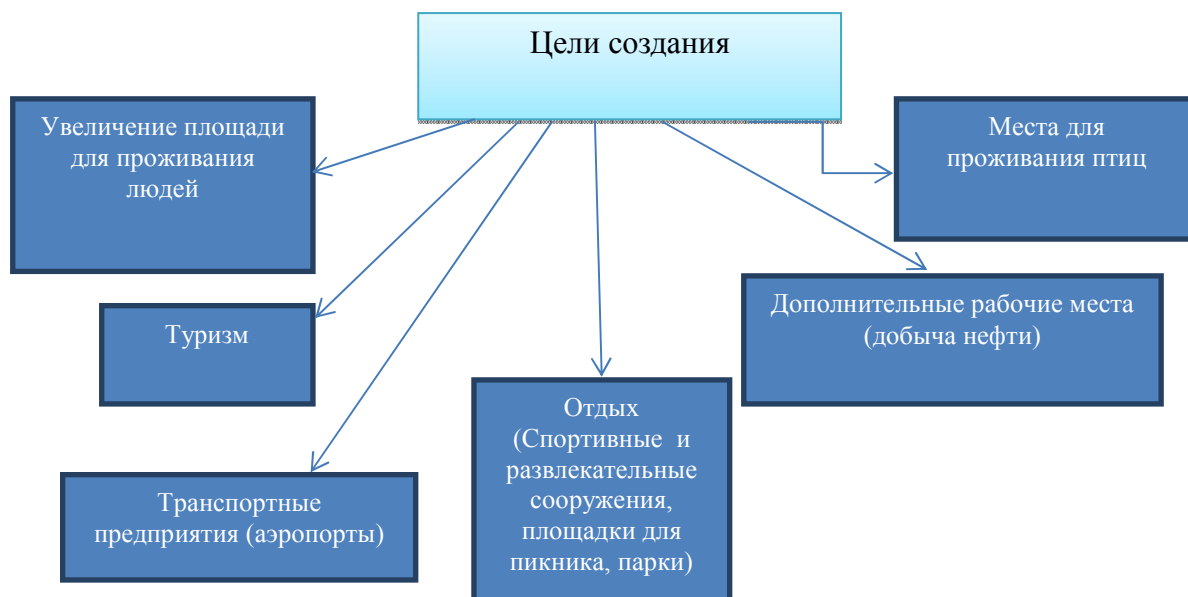 Цели создания
Увеличение площади
для проживания
людей
Места для
проживания птиц
Туризм
Дополнительные рабочие места
(добыча нефти)
Отдых
(Спортивные и
развлекательные
сооружения,
площадки для
пикника, парки)
Транспортные
предприятия (аэропорты)